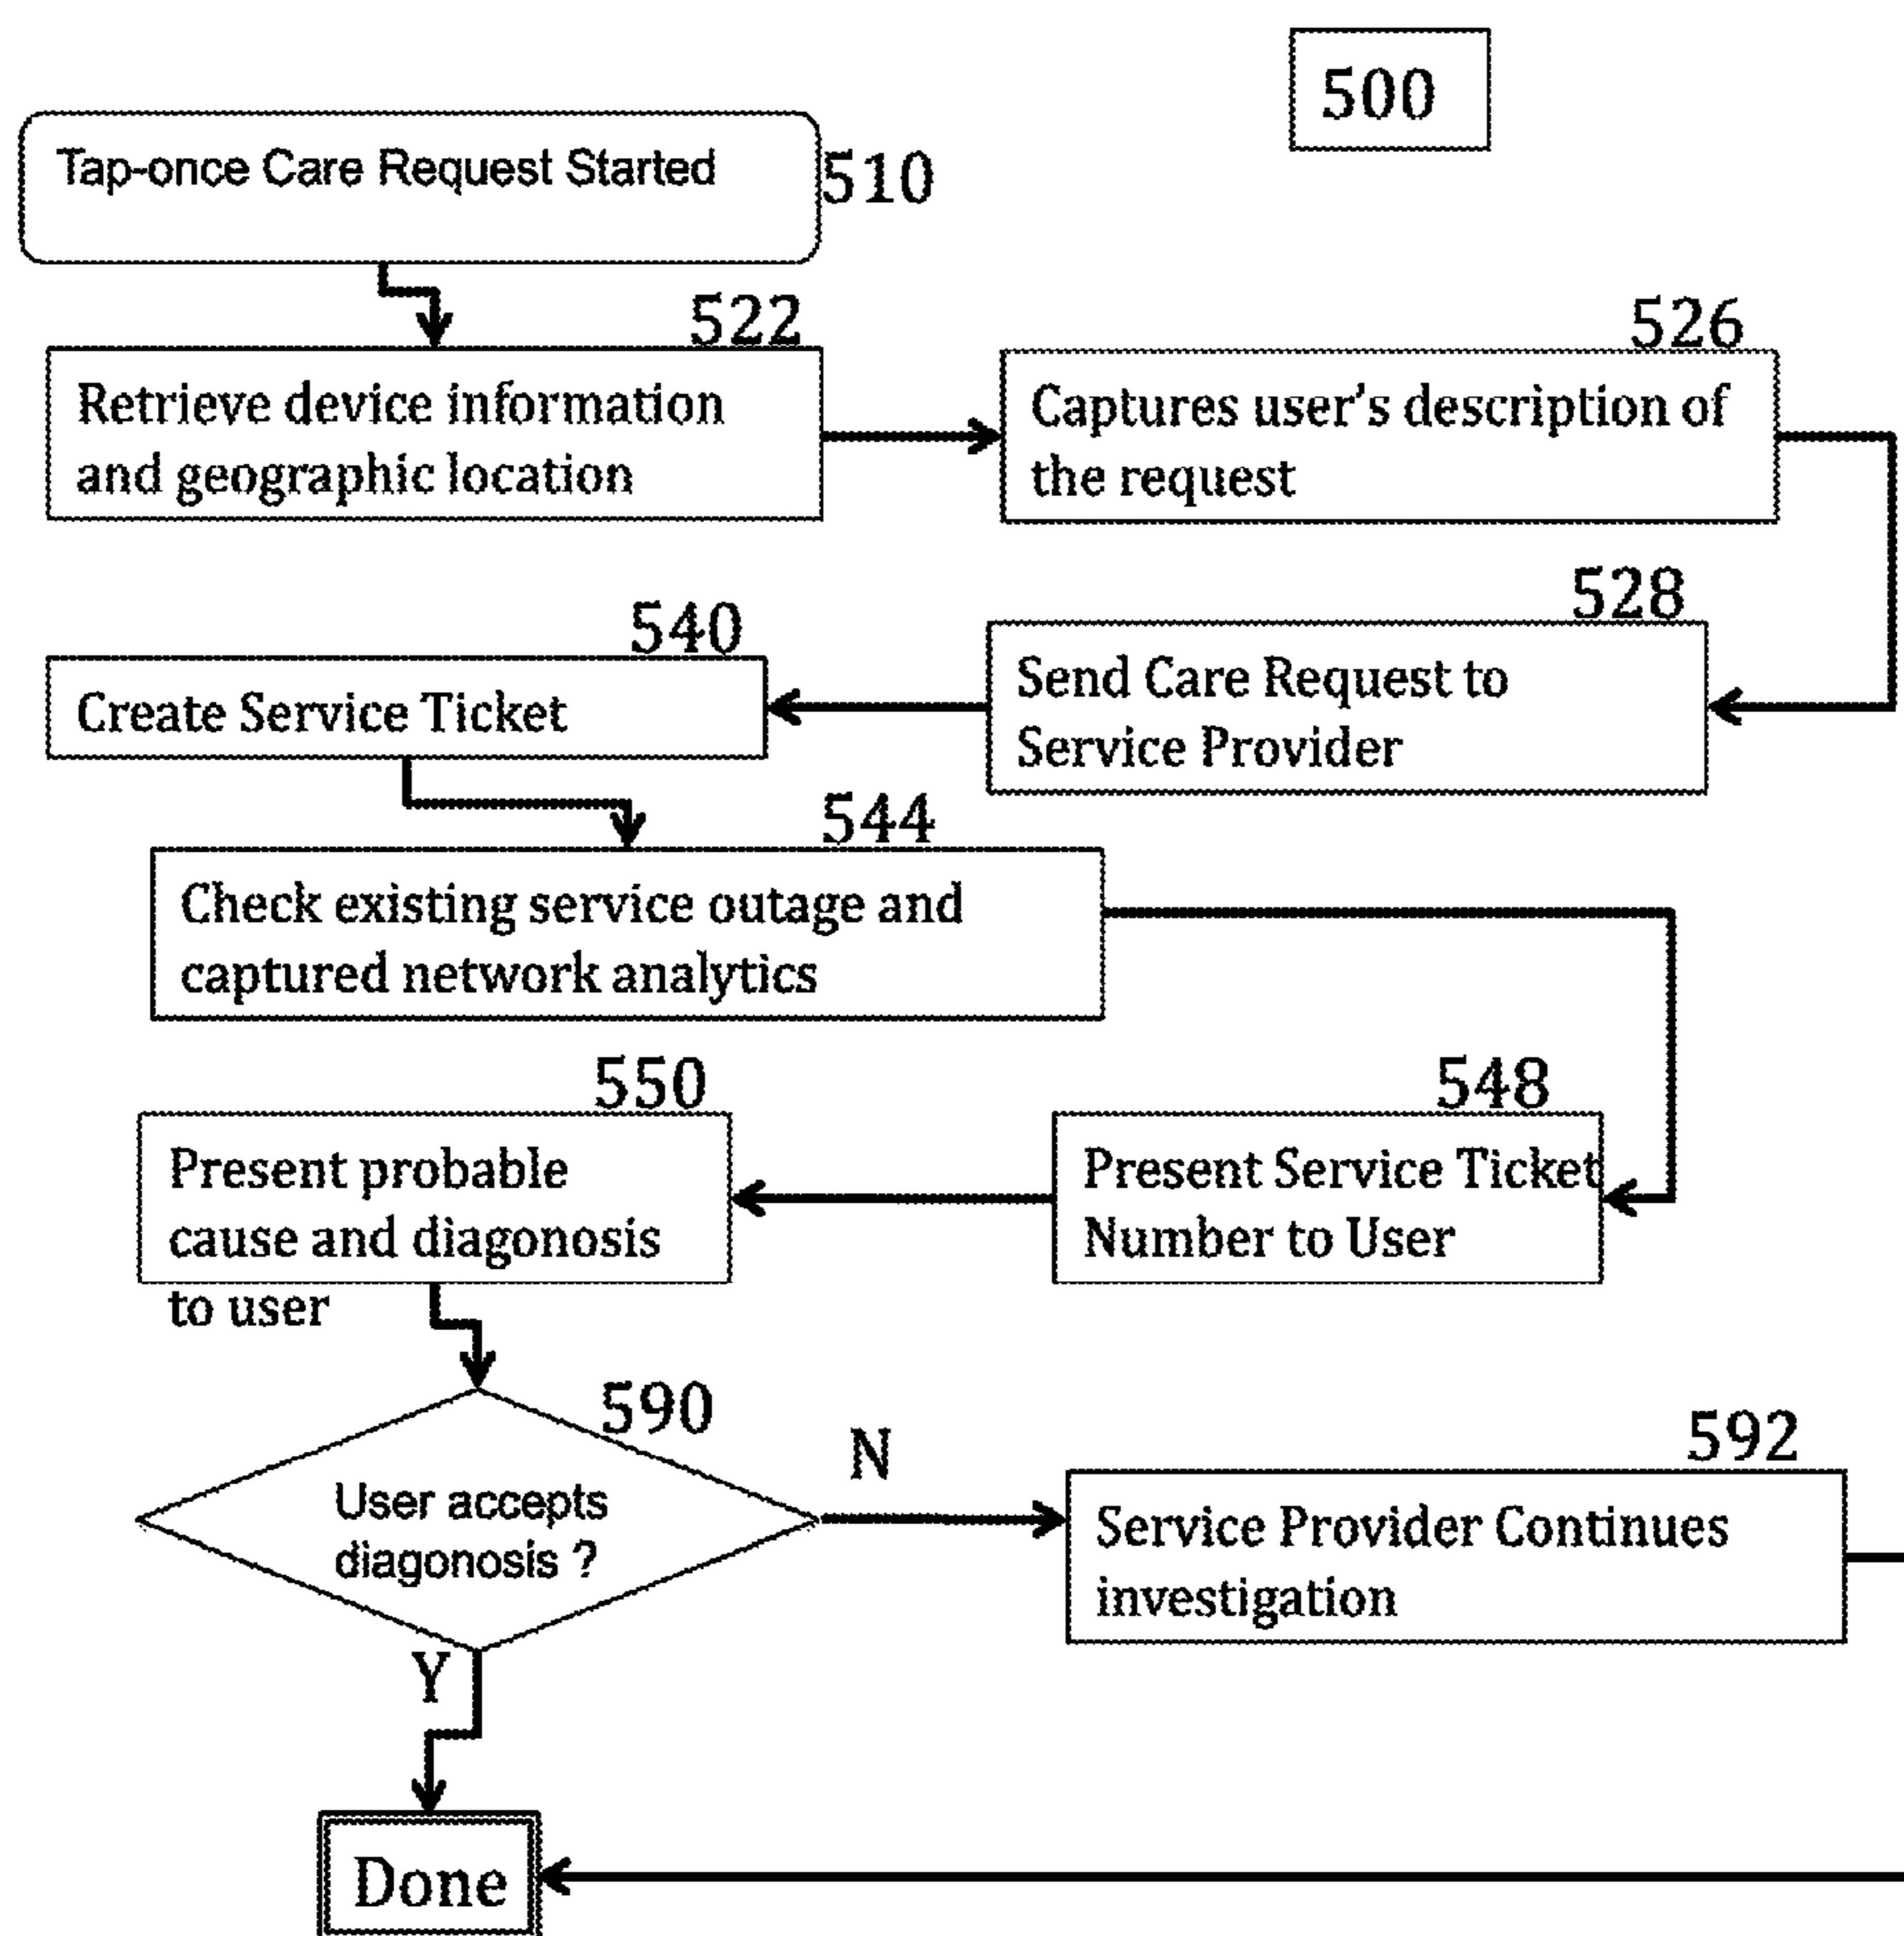 500
Tap-once Care Request Started
510
522
Retrieve device information
and geographic location
526
Captures user's description of
the request
528
Send Care Request to
Service Provider
540
Create Service Ticket
544
Check existing service outage and
captured network analytics
548
Present Service Ticket
Number to User
550
Present probable
cause and diagonosis
to user
590
User accepts
diagonosis ?
N
592
Service Provider Continues
investigation
Y
Done